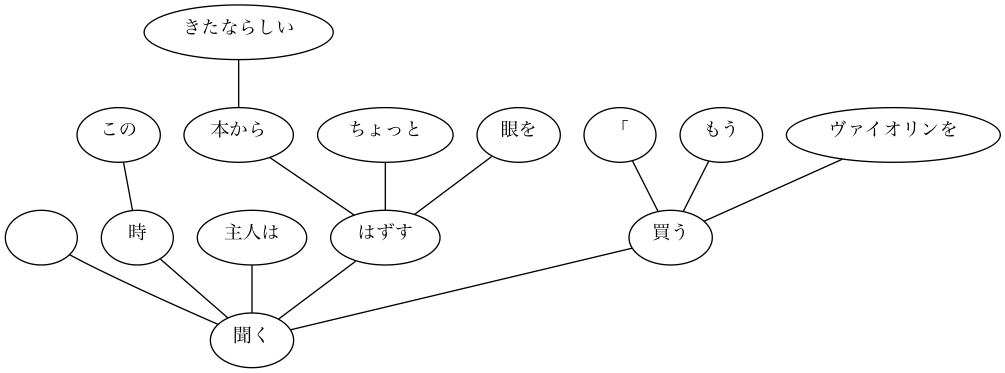 きたならしい
この
本から
ちょっと
眼を
「
もう
ヴァイオリンを
時
主人は
はずす
買う
聞く